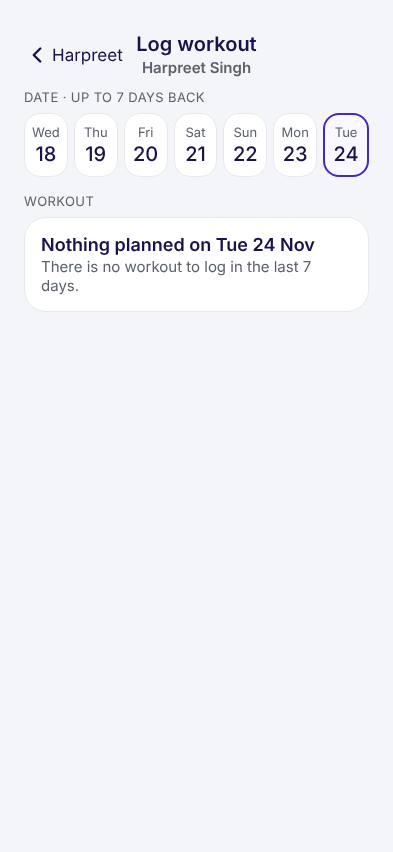 Harpreet
Log workout
Harpreet Singh
DATE · UP TO 7 DAYS BACK
Wed Thu Fri Sat Sun Mon Tue
18 19 20 21 22 23 24
WORKOUT
Nothing planned on Tue 24 Nov
There is no workout to log in the last 7
days.